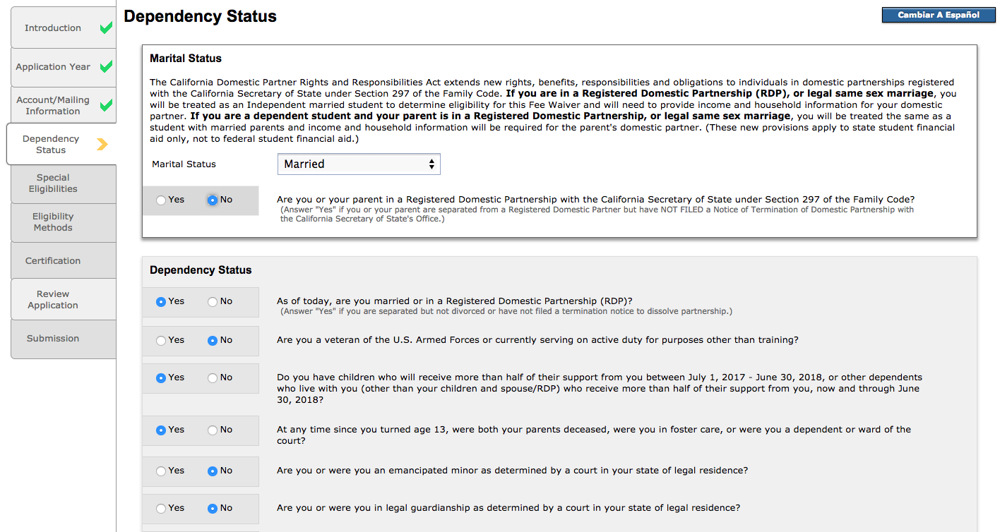 Dependency Status
Cambiar A Español
Introduction
Application Year
Account/Mailing
Information
Dependency
Status
Special
Eligibilities
Eligibility
Methods
Certification
Review
Application
Submission
Marital Status
The California Domestic Partner Rights and Responsibilities Act extends new rights, benefits, responsibilities and obligations to individuals in domestic partnerships registered
with the California Secretary of State under Section 297 of the Family Code. If you are in a Registered Domestic Partnership (RDP), or legal same sex marriage, you
will be treated as an Independent married student to determine eligibility for this Fee Waiver and will need to provide income and household information for your domestic
partner. If you are a dependent student and your parent is in a Registered Domestic Partnership, or legal same sex marriage, you will be treated the same as a
student with married parents and income and household information will be required for the parent's domestic partner. (These new provisions apply to state student financial
aid only, not to federal student financial aid.)
Marital Status Married
Yes No Are you or your parent in a Registered Domestic Partnership with the California Secretary of State under Section 297 of the Family Code?
(Answer "Yes" if you or your parent are separated from a Registered Domestic Partner but have NOT FILED a Notice of Termination of Domestic Partnership with
the California Secretary of State's Office.)
Dependency Status
Yes No As of today, are you married or in a Registered Domestic Partnership (RDP)?
(Answer "Yes" if you are separated but not divorced or have not filed a termination notice to dissolve partnership.)
Yes No Are you a veteran of the U.S. Armed Forces or currently serving on active duty for purposes other than training?
Yes No Do you have children who will receive more than half of their support from you between July 1, 2017 - June 30, 2018, or other dependents
who live with you (other than your children and spouse/RDP) who receive more than half of their support from you, now and through June
30, 2018?
Yes No At any time since you turned age 13, were both your parents deceased, were you in foster care, or were you a dependent or ward of the
court?
Yes No Are you or were you an emancipated minor as determined by a court in your state of legal residence?
Yes No Are you or were you in legal guardianship as determined by a court in your state of legal residence?